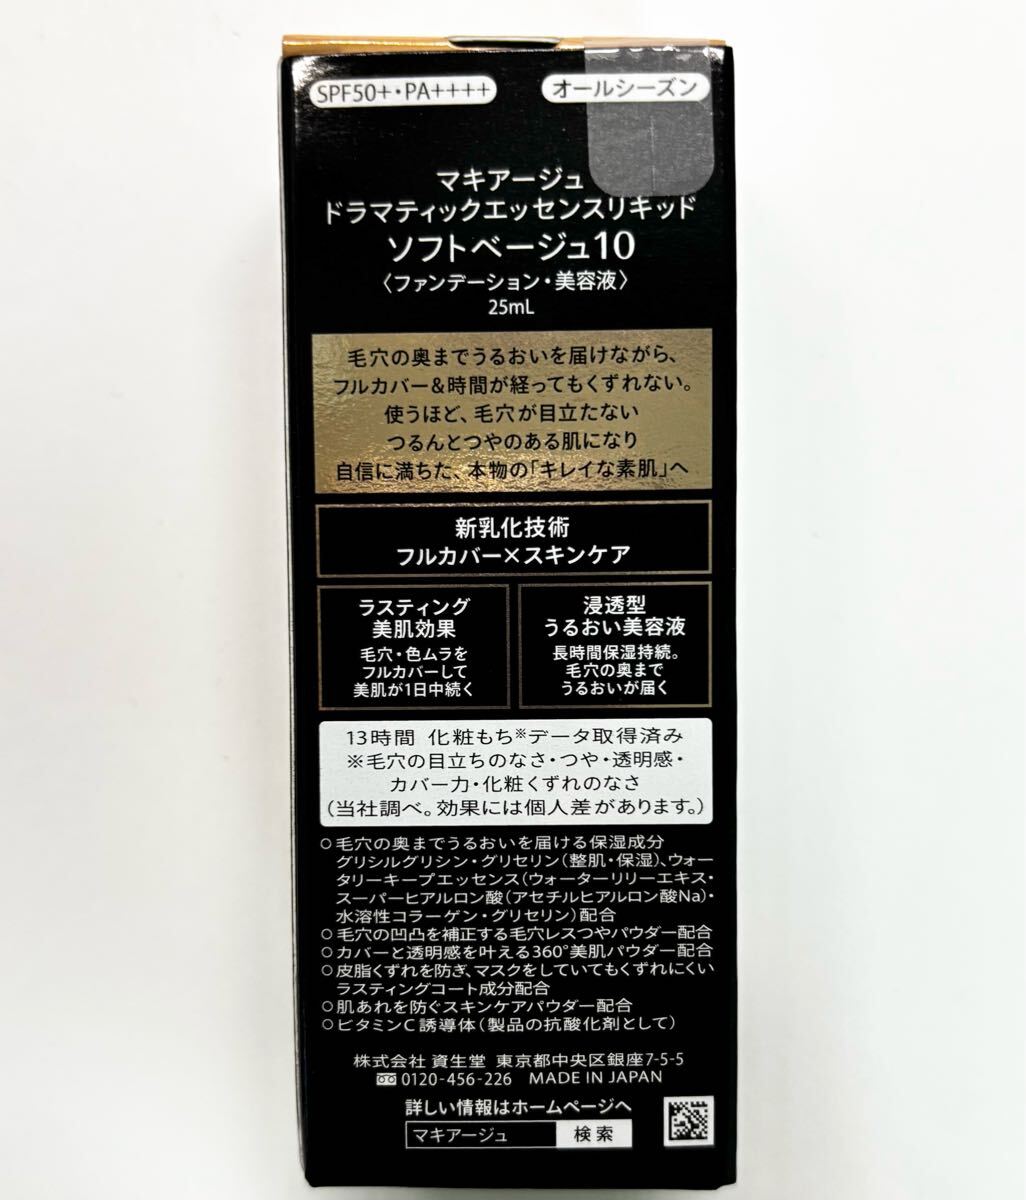 SPF50+・PA++++
オールシーズン
マキアージュ
ドラマティックエッセンスリキッド
ソフトベージュ10
〈ファンデーション・美容液〉
25mL
毛穴の奥までうるおいを届けながら、
フルカバー&時間が経ってもくずれない。
使うほど、毛穴が目立たない
つるんとつやのある肌になり
自信に満ちた、本物の「キレイな素肌」へ
新乳化技術
フルカバー×スキンケア
ラスティング
美肌効果
毛穴・色ムラを
フルカバーして
美肌が1日中続く
浸透型
うるおい美容液
長時間保湿持続。
毛穴の奥まで
うるおいが届く
13時間 化粧もち※データ取得済み
※毛穴の目立ちのなさ・つや・透明感・
カバー力・化粧くずれのなさ
(当社調べ。効果には個人差があります。)
○毛穴の奥までうるおいを届ける保湿成分
グリシルグリシン・グリセリン(整肌・保湿)、ウォー
タリーキープエッセンス(ウォーターリリーエキス・
スーパーヒアルロン酸(アセチルヒアルロン酸Na)・
水溶性コラーゲン・グリセリン)配合
○毛穴の凹凸を補正する毛穴レスつやパウダー配合
○カバーと透明感を叶える360°美肌パウダー配合
○皮脂くずれを防ぎ、マスクをしていてもくずれにくい
ラスティングコート成分配合
○肌あれを防ぐスキンケアパウダー配合
○ビタミンC誘導体(製品の抗酸化剤として)
株式会社 資生堂 東京都中央区銀座7-5-5
0120-456-226 MADE IN JAPAN
詳しい情報はホームページへ
マキアージュ 検索